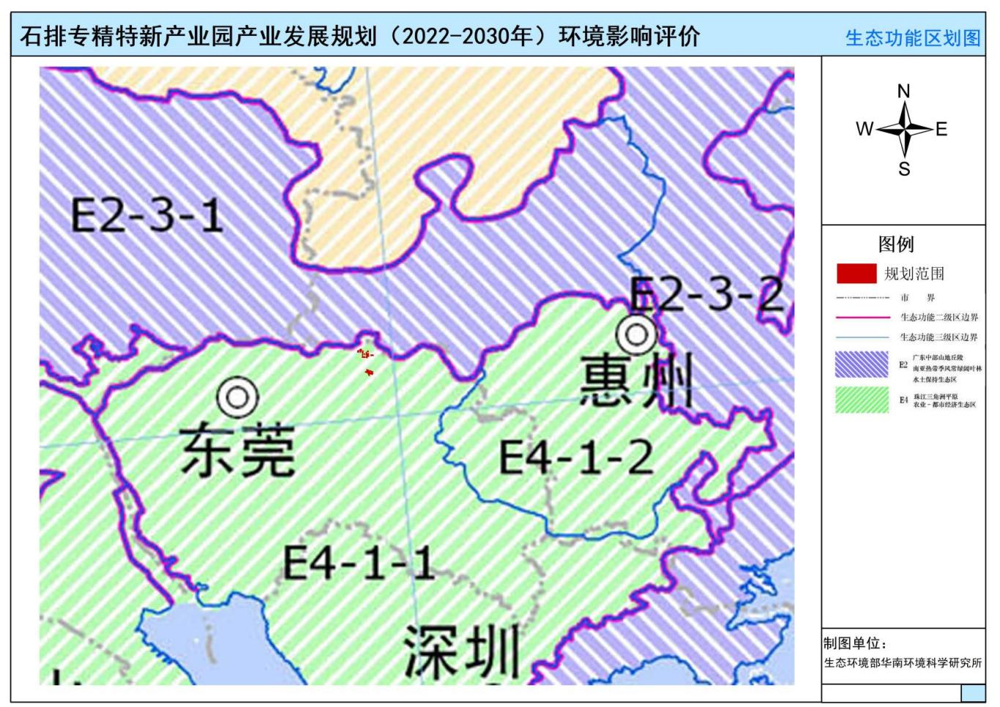 石排专精特新产业园产业发展规划（2022-2030年）环境影响评价
生态功能区划图
N
W
E
S
E2-3-1
E2-3-2
惠州
东莞
E4-1-2
E4-1-1
深圳
图例
规划范围
市 界
生态功能二级区边界
生态功能三级区边界
E2
广东中部山地丘陵
南亚热带季风常绿阔叶林
水土保持生态区
E4
珠江三角洲平原
农业-都市经济生态区
制图单位：
生态环境部华南环境科学研究所